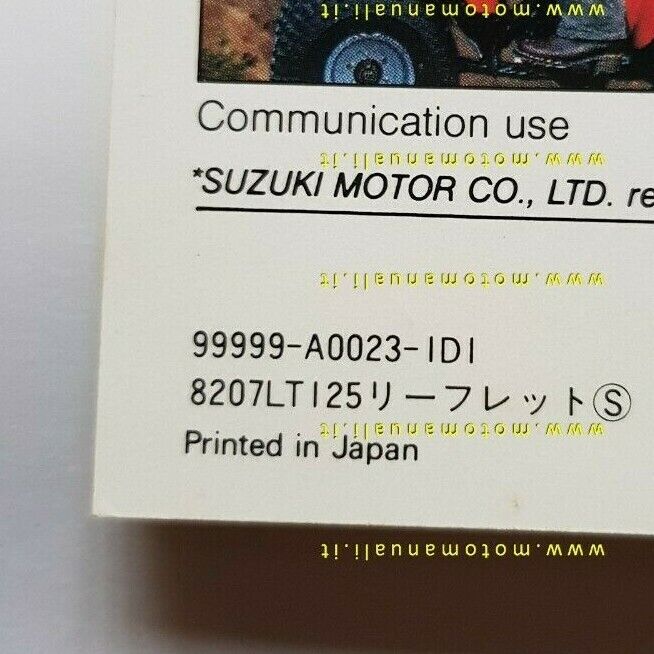 www.motomanuali.it
Communication use
www.motomanuali.it
*SUZUKI MOTOR CO., LTD. re
www.motomanuali.it
99999-A0023-1D1
8207LT125リーフレットⓈ
www.motomanuali.it
Printed in Japan
www.motomanuali.it